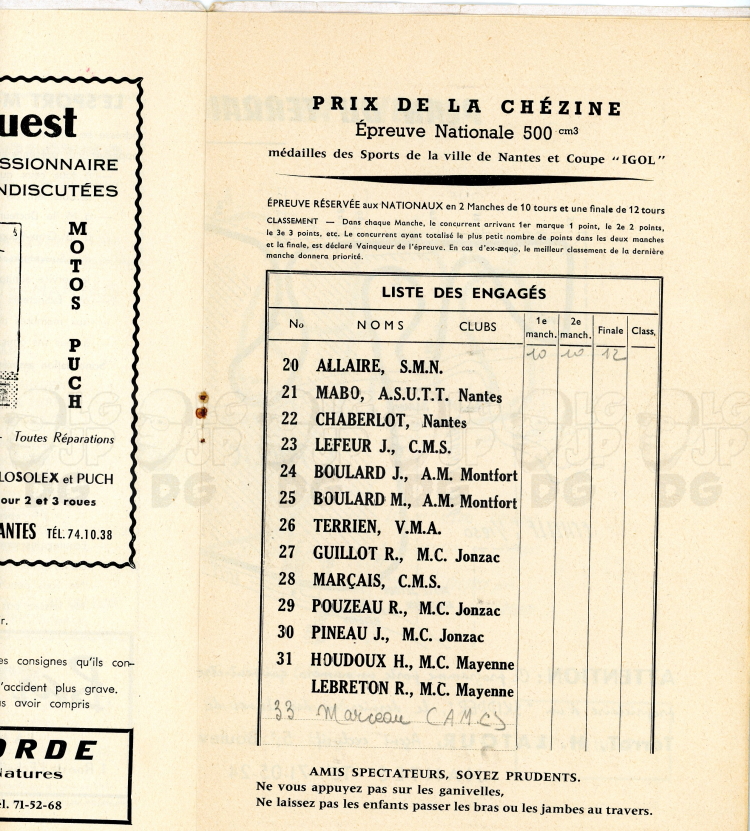 uest
SSIONNAIRE
NDISCUTÉES
MOTOS PUCH
Toutes Réparations
LOSOLEX et PUCH
our 2 et 3 roues
ANTES TÉL. 74.10.38
r.
es consignes qu'ils con-
'accident plus grave.
s avoir compris
ORDE
Natures
él. 71-52-68
PRIX DE LA CHÉZINE
Épreuve Nationale 500 cm3
médailles des Sports de la ville de Nantes et Coupe "IGOL"
ÉPREUVE RÉSERVÉE aux NATIONAUX en 2 Manches de 10 tours et une finale de 12 tours
CLASSEMENT — Dans chaque Manche, le concurrent arrivant 1er marque 1 point, le 2e 2 points,
le 3e 3 points, etc. Le concurrent ayant totalisé le plus petit nombre de points dans les deux manches
et la finale, est déclaré Vainqueur de l'épreuve. En cas d'ex-æquo, le meilleur classement de la dernière
manche donnera priorité.
LISTE DES ENGAGÉS
No NOMS CLUBS 1e manch. 2e manch. Finale Class.
10 10 12
20 ALLAIRE, S.M.N.
21 MABO, A.S.U.T.T. Nantes
22 CHABERLOT, Nantes
23 LEFEUR J., C.M.S.
24 BOULARD J., A.M. Montfort
25 BOULARD M., A.M. Montfort
26 TERRIEN, V.M.A.
27 GUILLOT R., M.C. Jonzac
28 MARÇAIS, C.M.S.
29 POUZEAU R., M.C. Jonzac
30 PINEAU J., M.C. Jonzac
31 HOUDOUX H., M.C. Mayenne
LEBRETON R., M.C. Mayenne
33 Marceau (AMCJ
AMIS SPECTATEURS, SOYEZ PRUDENTS.
Ne vous appuyez pas sur les ganivelles,
Ne laissez pas les enfants passer les bras ou les jambes au travers.